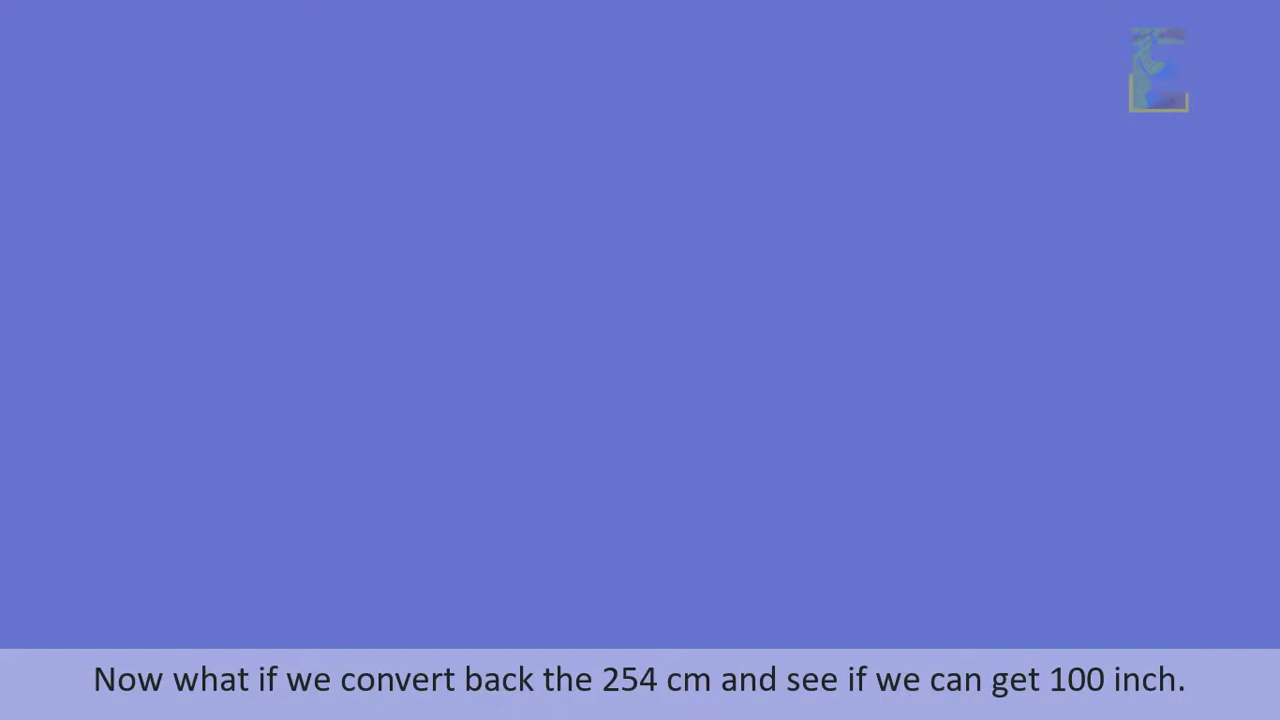 E
Now what if we convert back the 254 cm and see if we can get 100 inch.